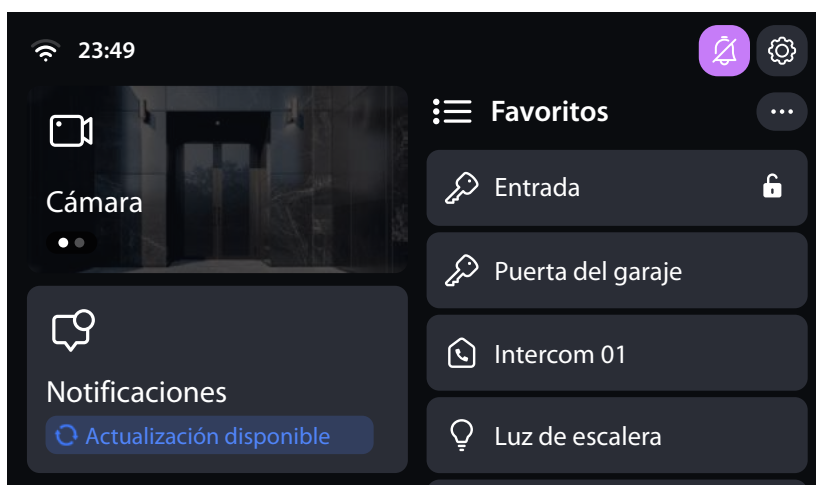 23:49
Cámara
Notificaciones
Actualización disponible
Favoritos
Entrada
Puerta del garaje
Intercom 01
Luz de escalera